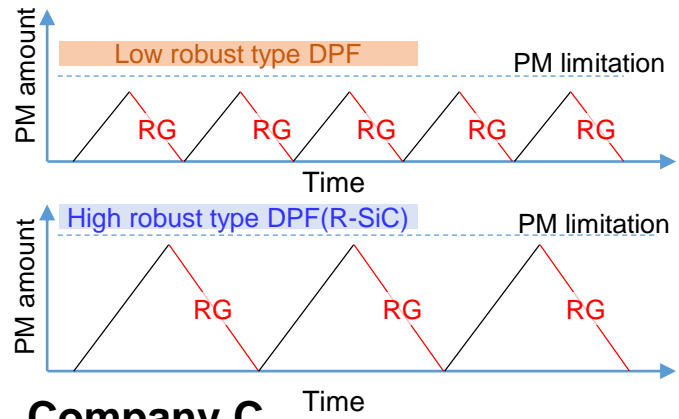 PM amount
Low robust type DPF
PM limitation
RG RG RG RG RG
Time
PM amount
High robust type DPF(R-SiC)
PM limitation
RG RG RG
Time
Company C